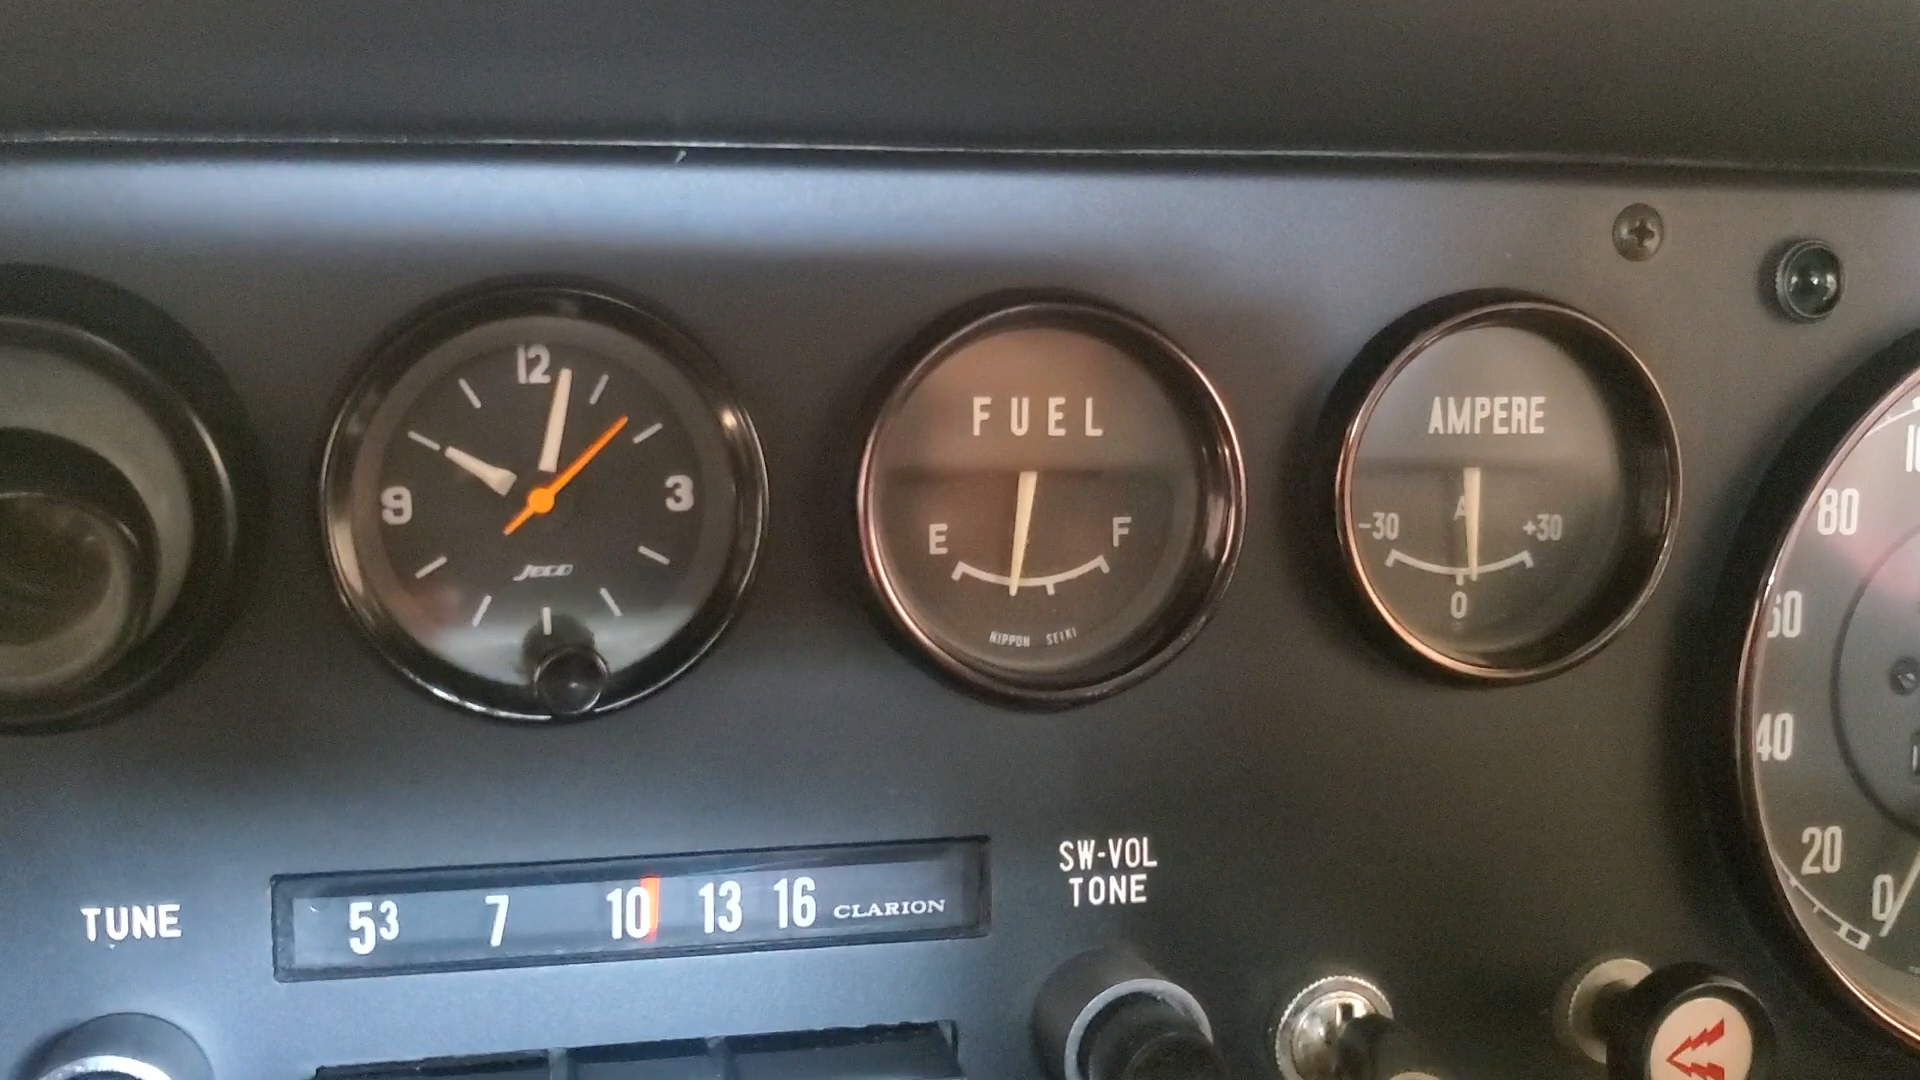 12
9
3
JECO
FUEL
E
F
NIPPON SEIKI
AMPERE
A
-30
+30
0
80
60
40
20
0
TUNE
53 7 10 13 16 CLARION
SW-VOL
TONE